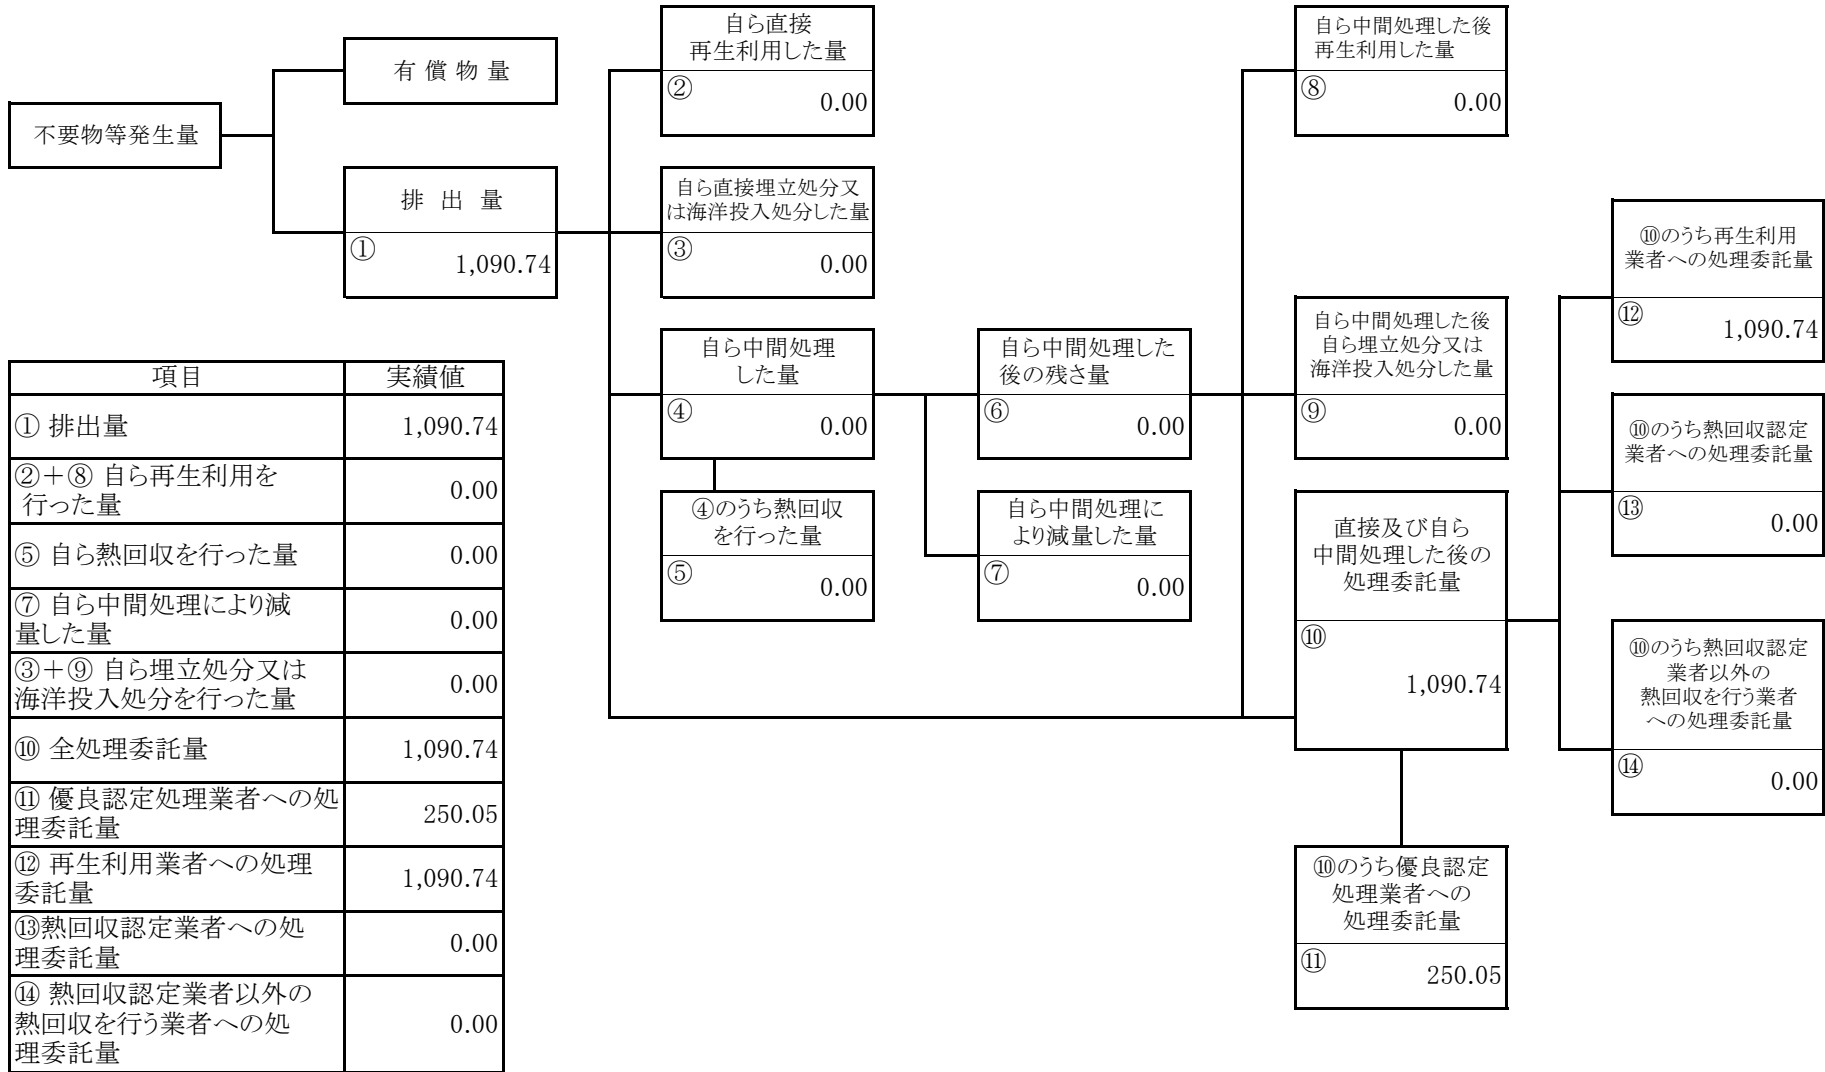 不要物等発生量
有 償 物 量
排 出 量
①
1,090.74
自ら直接
再生利用した量
②
0.00
自ら直接埋立処分又
は海洋投入処分した量
③
0.00
自ら中間処理
した量
④
0.00
④のうち熱回収
を行った量
⑤
0.00
自ら中間処理した
後の残さ量
⑥
0.00
自ら中間処理に
より減量した量
⑦
0.00
自ら中間処理した後
再生利用した量
⑧
0.00
自ら中間処理した後
自ら埋立処分又は
海洋投入処分した量
⑨
0.00
直接及び自ら
中間処理した後の
処理委託量
⑩
1,090.74
⑩のうち優良認定
処理業者への
処理委託量
⑪
250.05
⑩のうち再生利用
業者への処理委託量
⑫
1,090.74
⑩のうち熱回収認定
業者への処理委託量
⑬
0.00
⑩のうち熱回収認定
業者以外の
熱回収を行う業者
への処理委託量
⑭
0.00
項目 実績値
① 排出量 1,090.74
②＋⑧ 自ら再生利用を
行った量 0.00
⑤ 自ら熱回収を行った量 0.00
⑦ 自ら中間処理により減
量した量 0.00
③＋⑨ 自ら埋立処分又は
海洋投入処分を行った量 0.00
⑩ 全処理委託量 1,090.74
⑪ 優良認定処理業者への処
理委託量 250.05
⑫ 再生利用業者への処理
委託量 1,090.74
⑬熱回収認定業者への処
理委託量 0.00
⑭ 熱回収認定業者以外の
熱回収を行う業者への処
理委託量 0.00